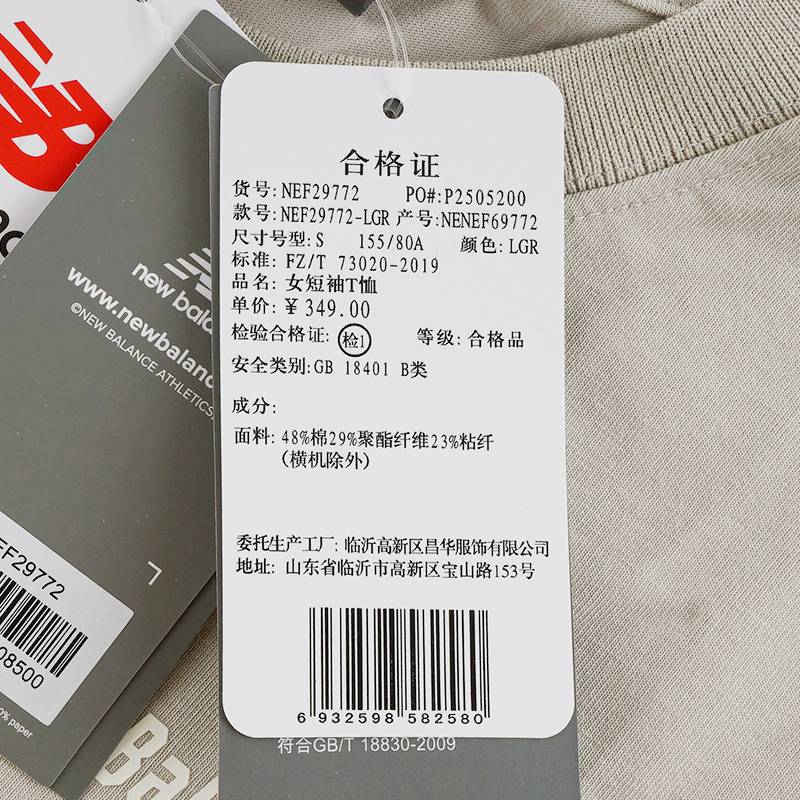 合格证
货号: NEF29772 PO#: P2505200
款号: NEF29772-LGR 产号: NENEF69772
尺寸号型: S 155/80A 颜色: LGR
标准: FZ/T 73020-2019
品名: 女短袖T恤
单价: ¥ 349.00
检验合格证: 检1 等级: 合格品
安全类别: GB 18401 B类
成分:
面料: 48%棉29%聚酯纤维23%粘纤
(横机除外)
委托生产工厂: 临沂高新区昌华服饰有限公司
地址: 山东省临沂市高新区宝山路153号
6 932598 582580
符合GB/T 18830-2009
new balan
www.newbalan
©NEW BALANCE ATHLETICS,
EF29772
08500
0% paper
Bal